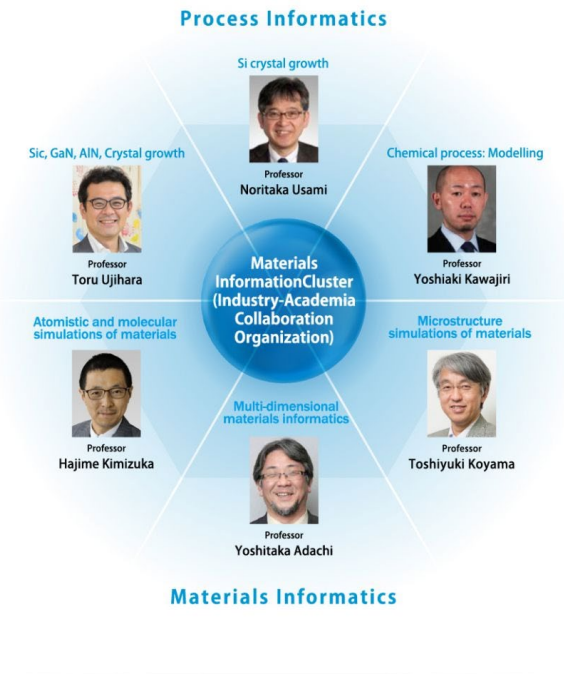 Process Informatics
Si crystal growth
Professor
Noritaka Usami
Sic, GaN, AlN, Crystal growth
Professor
Toru Ujihara
Chemical process: Modelling
Professor
Yoshiaki Kawajiri
Materials
InformationCluster
(Industry-Academia
Collaboration
Organization)
Atomistic and molecular
simulations of materials
Professor
Hajime Kimizuka
Microstructure
simulations of materials
Professor
Toshiyuki Koyama
Multi-dimensional
materials informatics
Professor
Yoshitaka Adachi
Materials Informatics